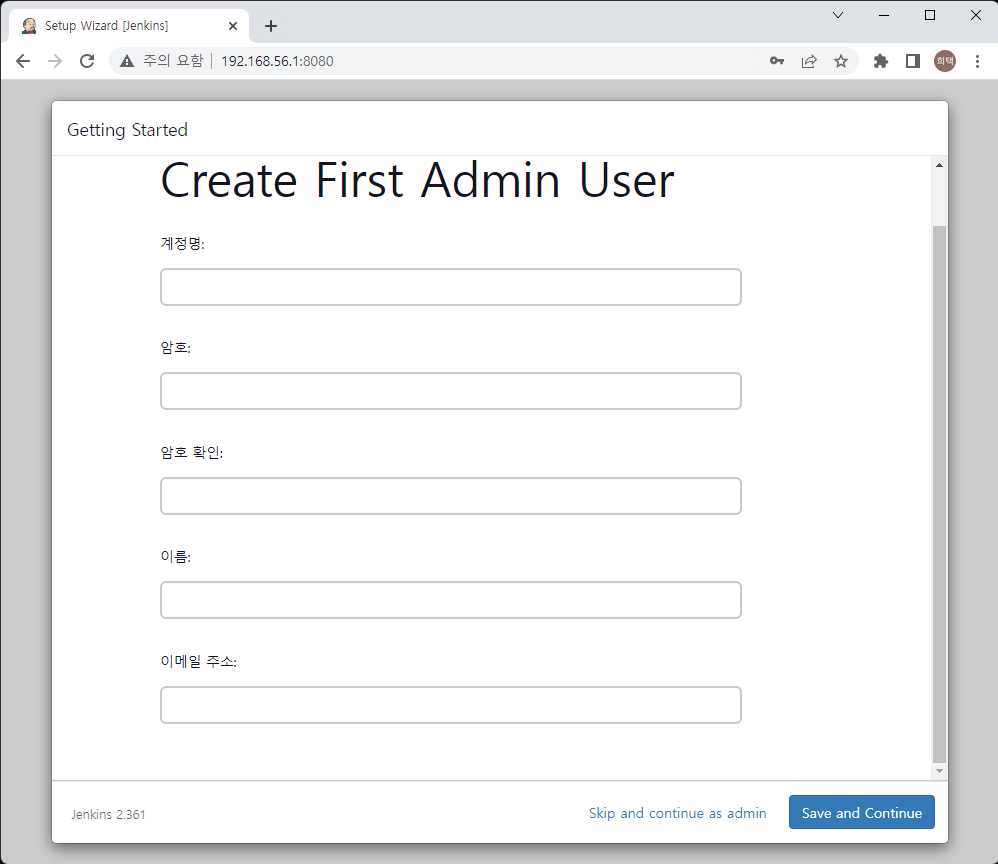 Setup Wizard [Jenkins]
주의 요함 | 192.168.56.1:8080
희택
Getting Started
Create First Admin User
계정명:
암호:
암호 확인:
이름:
이메일 주소:
Jenkins 2.361
Skip and continue as admin
Save and Continue